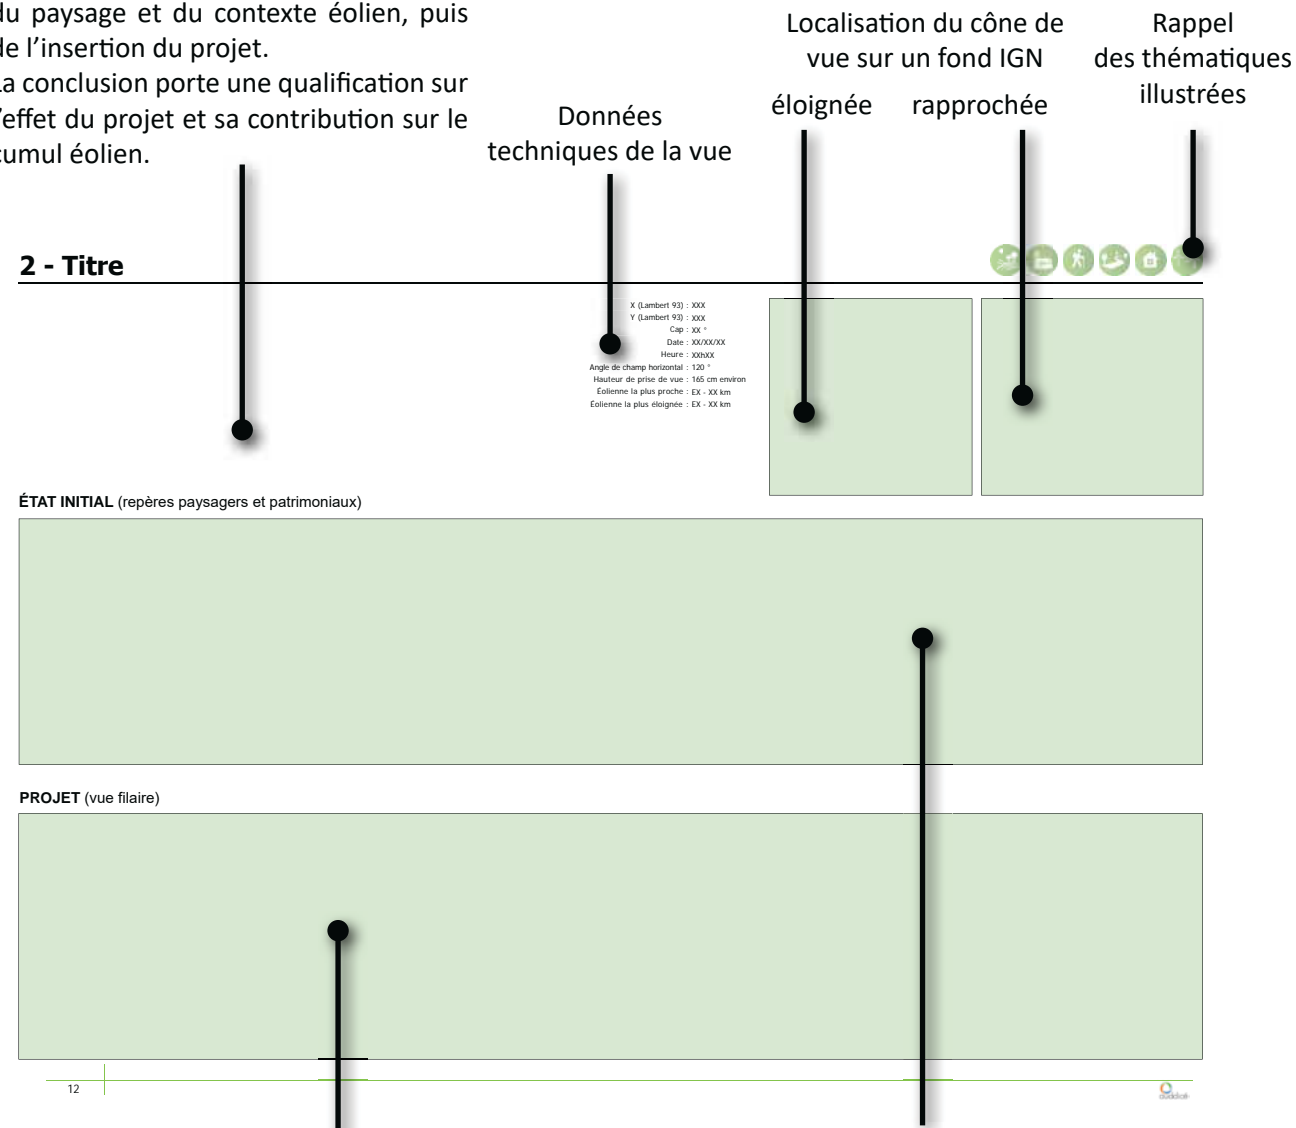 du paysage et du contexte éolien, puis
de l’insertion du projet.
La conclusion porte une qualification sur
l’effet du projet et sa contribution sur le
cumul éolien.
Données
techniques de la vue
Localisation du cône de
vue sur un fond IGN
éloignée rapprochée
Rappel
des thématiques
illustrées
2 - Titre
X (Lambert 93) : XXX
Y (Lambert 93) : XXX
Cap : XX °
Date : XX/XX/XX
Heure : XXhXX
Angle de champ horizontal : 120 °
Hauteur de prise de vue : 165 cm environ
Éolienne la plus proche : EX - XX km
Éolienne la plus éloignée : EX - XX km
ÉTAT INITIAL (repères paysagers et patrimoniaux)
PROJET (vue filaire)
12